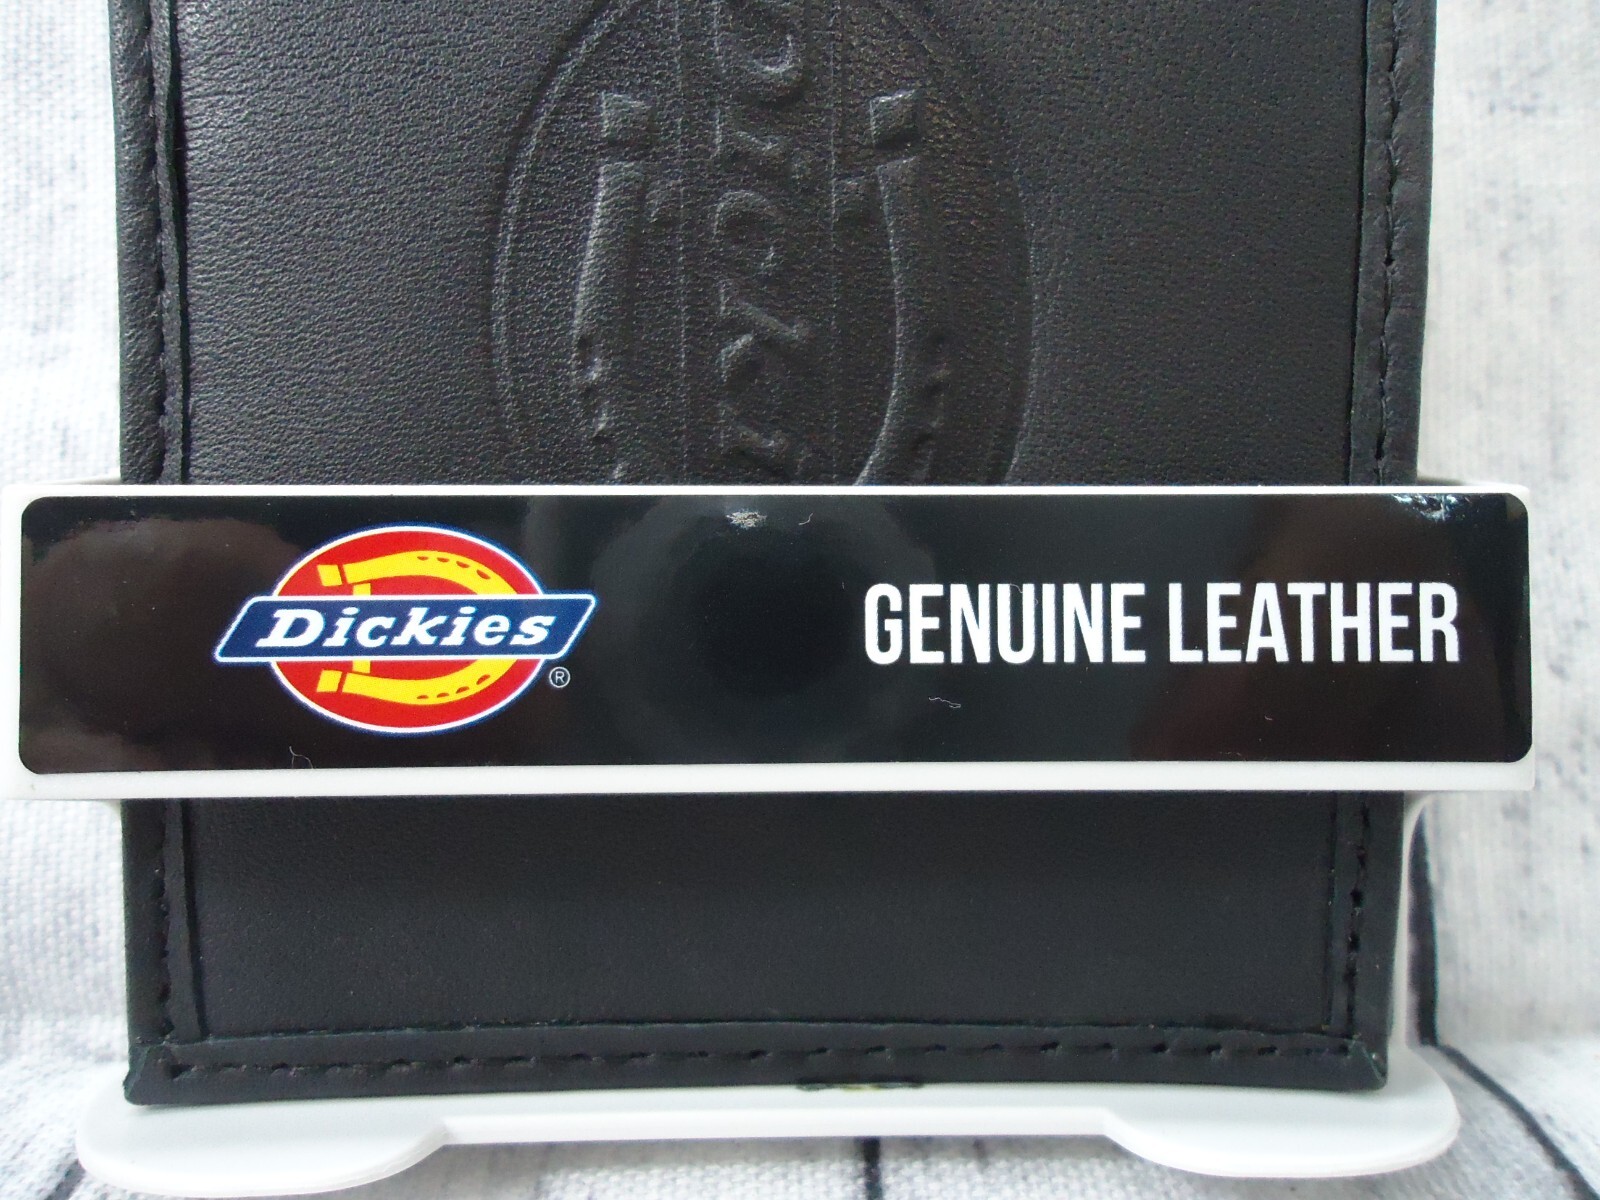 Dickies
®
GENUINE LEATHER